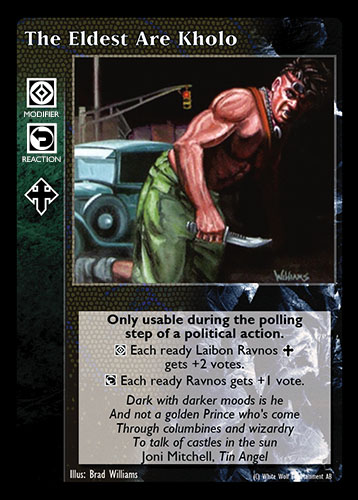 The Eldest Are Kholo
MODIFIER
REACTION
Williams
Only usable during the polling
step of a political action.
Each ready Laibon Ravnos
gets +2 votes.
Each ready Ravnos gets +1 vote.
Dark with darker moods is he
And not a golden Prince who's come
Through columbines and wizardry
To talk of castles in the sun
Joni Mitchell, Tin Angel
Illus: Brad Williams
(C) White Wolf Entertainment AB